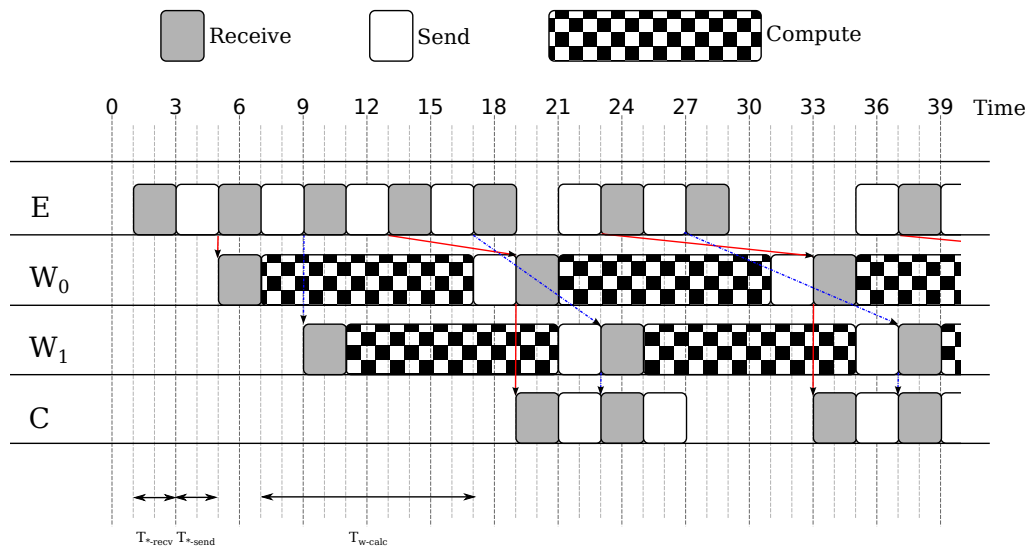 Receive Send Compute
0 3 6 9 12 15 18 21 24 27 30 33 36 39 Time
E
W0
W1
C
T*-recv T*-send Tw-calc